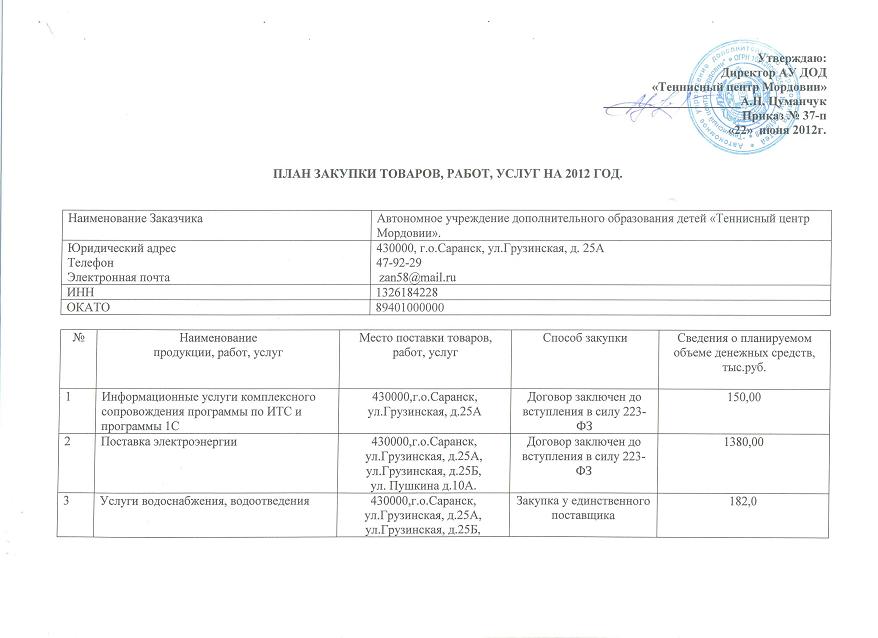 Утверждаю:
Директор АУ ДОД
«Теннисный центр Мордовии»
А.Н. Цуманчук
Приказ № 37-п
«22» июня 2012г.
ПЛАН ЗАКУПКИ ТОВАРОВ, РАБОТ, УСЛУГ НА 2012 ГОД.
Наименование Заказчика
Автономное учреждение дополнительного образования детей «Теннисный центр
Мордовии».
Юридический адрес
430000, г.о.Саранск, ул.Грузинская, д. 25А
Телефон
47-92-29
Электронная почта
zan58@mail.ru
ИНН
1326184228
ОКАТО
89401000000
№
Наименование
продукции, работ, услуг
Место поставки товаров,
работ, услуг
Способ закупки
Сведения о планируемом
объеме денежных средств,
тыс.руб.
1
Информационные услуги комплексного
сопровождения программы по ИТС и
программы 1С
430000,г.о.Саранск,
ул.Грузинская, д.25А
Договор заключен до
вступления в силу 223-
ФЗ
150,00
2
Поставка электроэнергии
430000,г.о.Саранск,
ул.Грузинская, д.25А,
ул.Грузинская, д.25Б,
ул. Пушкина д.10А.
Договор заключен до
вступления в силу 223-
ФЗ
1380,00
3
Услуги водоснабжения, водоотведения
430000,г.о.Саранск,
ул.Грузинская, д.25А,
ул.Грузинская, д.25Б,
Закупка у единственного
поставщика
182,0